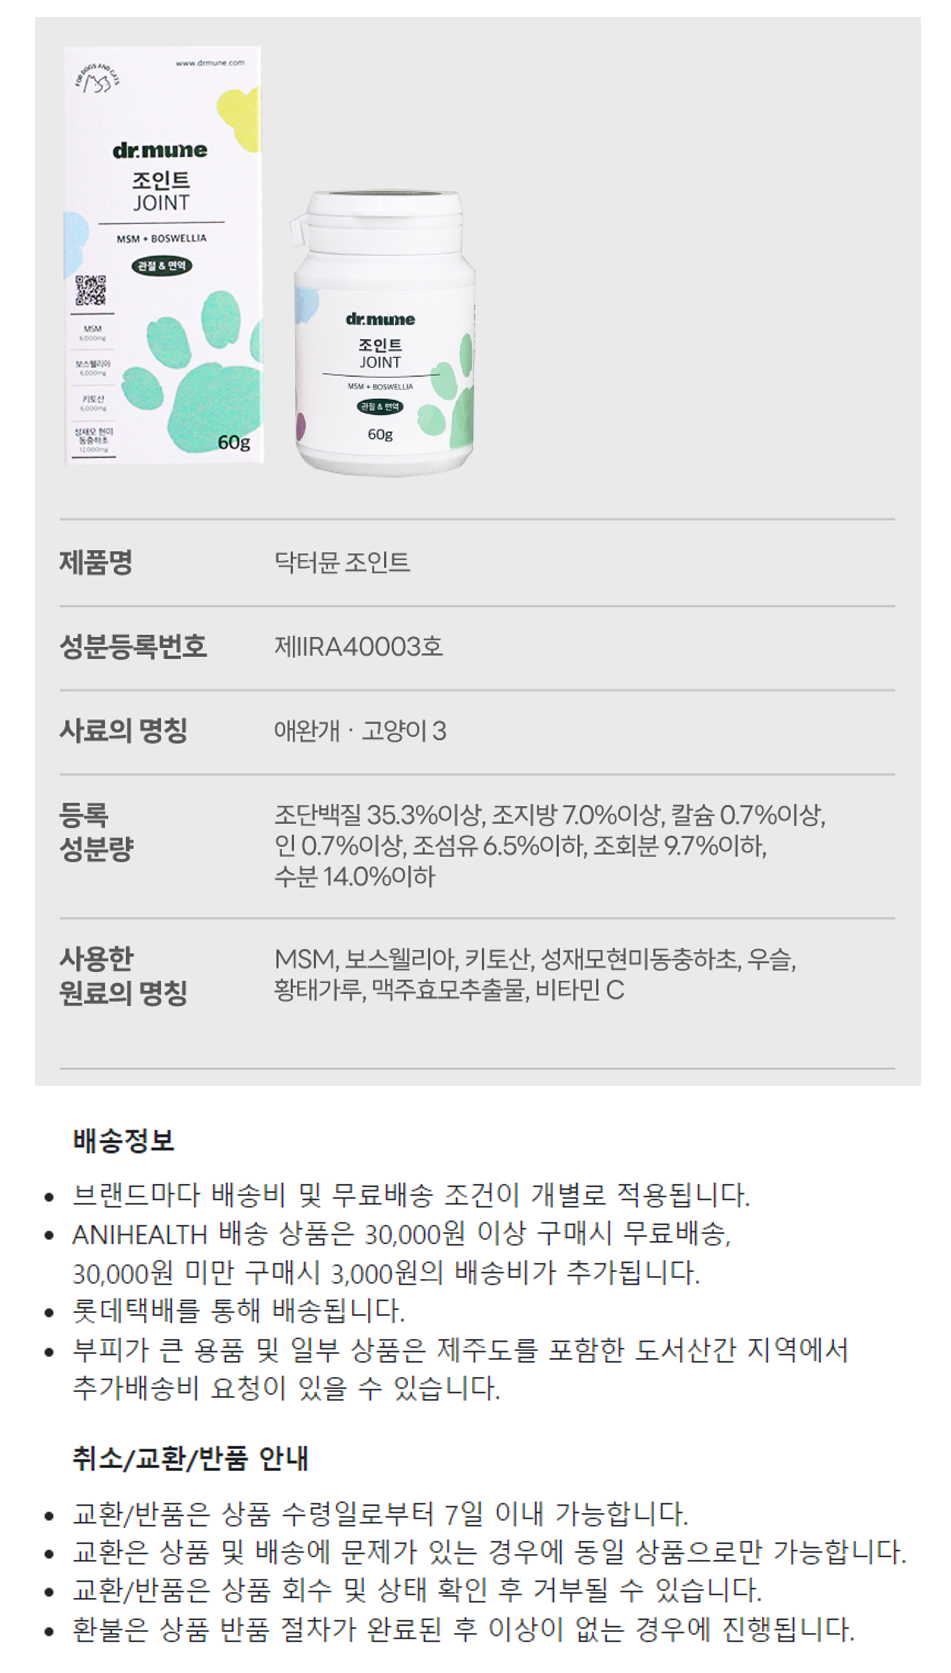 FOR DOGS AND CATS
www.drmune.com
dr.mune
조인트
JOINT
MSM + BOSWELLIA
관절 & 면역
MSM
6,000mg
보스웰리아
6,000mg
키토산
6,000mg
성재모 현미
동충하초
12,000mg
60g
dr.mune
조인트
JOINT
MSM + BOSWELLIA
관절 & 면역
60g
제품명 닥터뮨 조인트
성분등록번호 제IIRA40003호
사료의 명칭 애완개 · 고양이 3
등록
성분량
조단백질 35.3%이상, 조지방 7.0%이상, 칼슘 0.7%이상,
인 0.7%이상, 조섬유 6.5%이하, 조회분 9.7%이하,
수분 14.0%이하
사용한
원료의 명칭
MSM, 보스웰리아, 키토산, 성재모현미동충하초, 우슬,
황태가루, 맥주효모추출물, 비타민 C
배송정보
• 브랜드마다 배송비 및 무료배송 조건이 개별로 적용됩니다.
• ANIHEALTH 배송 상품은 30,000원 이상 구매시 무료배송,
30,000원 미만 구매시 3,000원의 배송비가 추가됩니다.
• 롯데택배를 통해 배송됩니다.
• 부피가 큰 용품 및 일부 상품은 제주도를 포함한 도서산간 지역에서
추가배송비 요청이 있을 수 있습니다.
취소/교환/반품 안내
• 교환/반품은 상품 수령일로부터 7일 이내 가능합니다.
• 교환은 상품 및 배송에 문제가 있는 경우에 동일 상품으로만 가능합니다.
• 교환/반품은 상품 회수 및 상태 확인 후 거부될 수 있습니다.
• 환불은 상품 반품 절차가 완료된 후 이상이 없는 경우에 진행됩니다.